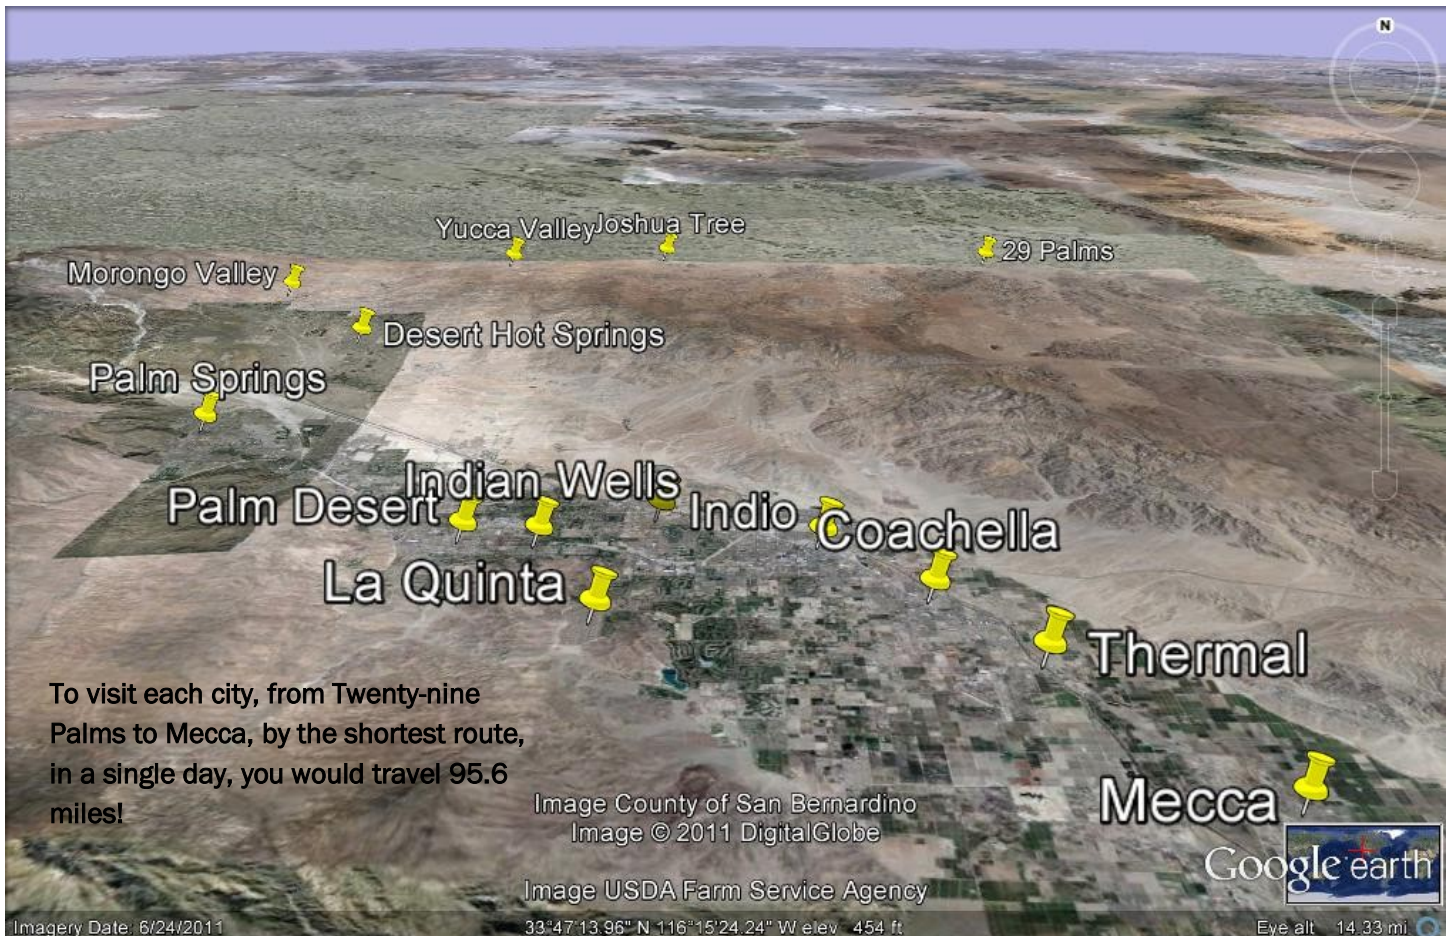 N
Yucca Valley
Joshua Tree
29 Palms
Morongo Valley
Desert Hot Springs
Palm Springs
Indian Wells
Palm Desert
Indio
Coachella
La Quinta
Thermal
To visit each city, from Twenty-nine
Palms to Mecca, by the shortest route,
in a single day, you would travel 95.6
miles!
Mecca
Image County of San Bernardino
Image © 2011 DigitalGlobe
Google earth
Image USDA Farm Service Agency
Imagery Date: 6/24/2011
33°47'13.96" N 116°15'24.24" W elev 454 ft
Eye alt 14.33 mi